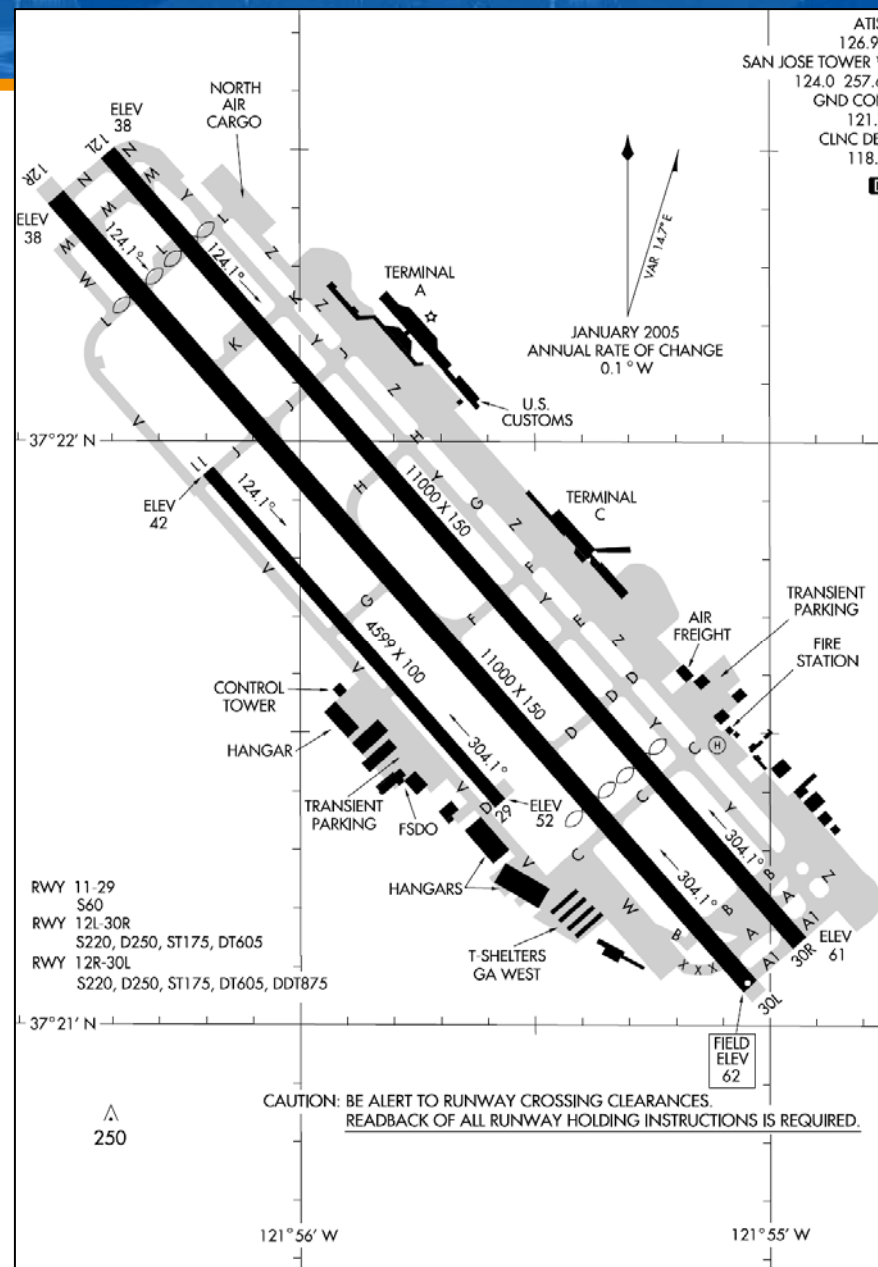 ATIS
126.9
SAN JOSE TOWER
124.0 257.6
GND CO
121.
CLNC DE
118.
D
NORTH
AIR
CARGO
ELEV
38
12L
12R
ELEV
38
Z
N
W
W
Y
L
Z
W
W
L
L
124.1°
124.1°
K
Z
K
Y
J
Z
TERMINAL
A
VAR 14.7° E
JANUARY 2005
ANNUAL RATE OF CHANGE
0.1° W
U.S.
CUSTOMS
37° 22' N
V
J
J
H
Y
G
Z
11
ELEV
42
124.1°
H
11000 X 150
TERMINAL
C
V
G
F
F
Y
E
Z
4599 X 100
11000 X 150
AIR
FREIGHT
TRANSIENT
PARKING
FIRE
STATION
V
D
D
D
Y
C
H
CONTROL
TOWER
HANGAR
304.1°
TRANSIENT
PARKING
FSDO
V
D
29
ELEV
52
C
Y
304.1°
V
C
HANGARS
304.1°
W
B
B
B
A
A
Z
A1
A1
X X X
30R
ELEV
61
30L
T-SHELTERS
GA WEST
RWY 11-29
S60
RWY 12L-30R
S220, D250, ST175, DT605
RWY 12R-30L
S220, D250, ST175, DT605, DDT875
37° 21' N
FIELD
ELEV
62
CAUTION: BE ALERT TO RUNWAY CROSSING CLEARANCES.
READBACK OF ALL RUNWAY HOLDING INSTRUCTIONS IS REQUIRED.
250
121° 56' W
121° 55' W